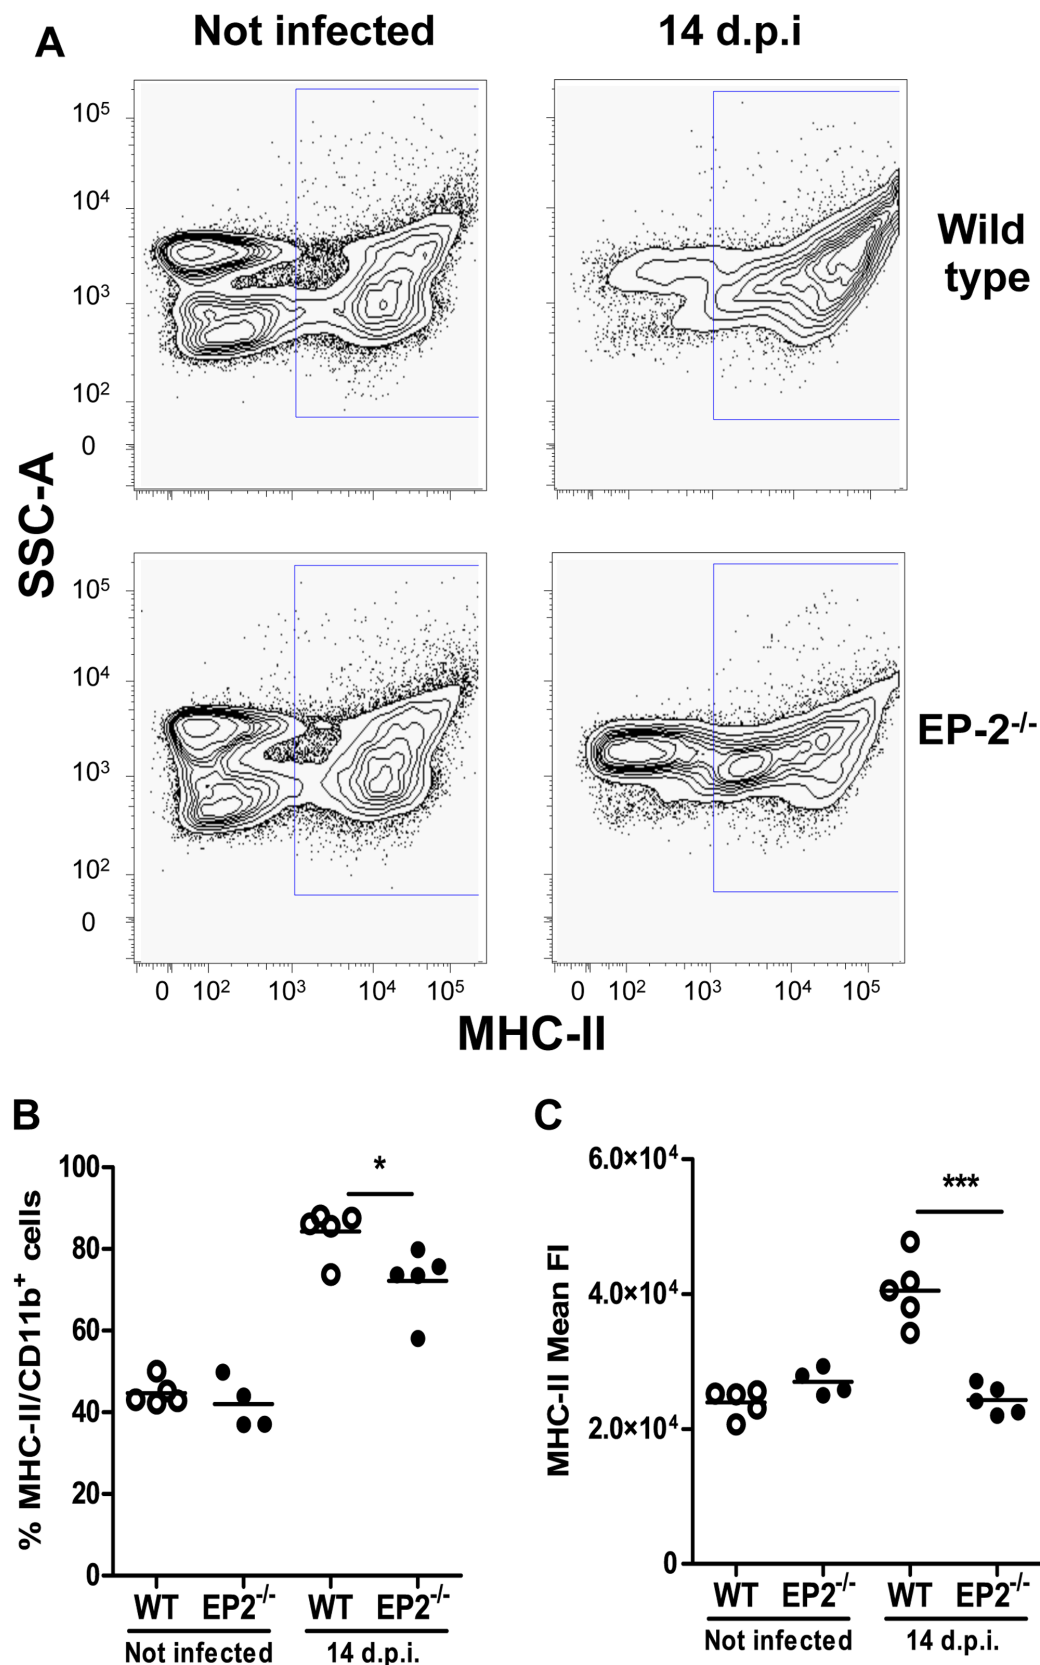 A
Not infected
14 d.p.i
10⁵
10⁴
10³
10²
0
Wild
type
SSC-A
10⁵
10⁴
10³
10²
0
EP-2⁻/⁻
0 10² 10³ 10⁴ 10⁵
0 10² 10³ 10⁴ 10⁵
MHC-II
B
% MHC-II/CD11b⁺ cells
100
80
60
40
20
0
*
WT EP2⁻/⁻ WT EP2⁻/⁻
Not infected 14 d.p.i.
C
MHC-II Mean FI
6.0×10⁴
4.0×10⁴
2.0×10⁴
0
***
WT EP2⁻/⁻ WT EP2⁻/⁻
Not infected 14 d.p.i.